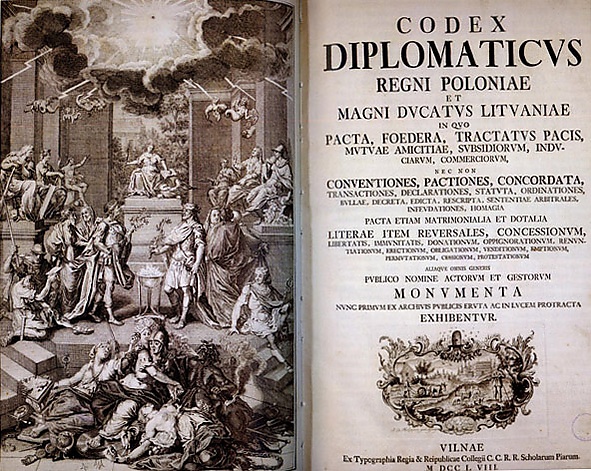 CODEX
DIPLOMATICVS
REGNI POLONIAE
ET
MAGNI DVCATVS LITVANIAE
IN QVO
PACTA, FOEDERA, TRACTATVS PACIS,
MVTVAE AMICITIAE, SVBSIDIORVM, INDV-
CIARVM, COMMERCIORVM,
NEC NON
CONVENTIONES, PACTIONES, CONCORDATA,
TRANSACTIONES, DECLARATIONES, STATVTA, ORDINATIONES,
BVLLAE, DECRETA, EDICTA, RESCRIPTA, SENTENTIAE ARBITRALES,
INFEVDATIONES, HOMAGIA
PACTA ETIAM MATRIMONIALIA ET DOTALIA
LITERAE ITEM REVERSALES, CONCESSIONVM,
LIBERTATIS, IMMVNITATIS, DONATIONVM, OPPIGNORATIONVM, RENVN-
TIATIONVM, ERECTIONVM, OBLIGATIONVM, VENDITIONVM, EMPTIONVM,
PERMVTATIONVM, CESSIONVM, PROTESTATIONVM
ALIAQVE OMNIS GENERIS
PVBLICO NOMINE ACTORVM ET GESTORVM
MONVMENTA
NVNC PRIMVM EX ARCHIVIS PVBLICIS ERVTA AC IN LVCEM PROTRACTA
EXHIBENTVR.
VILNAE
Ex Typographia Regia & Reipublicae Collegii C. C. R. R. Scholarum Piarum.
M DCC L VIII